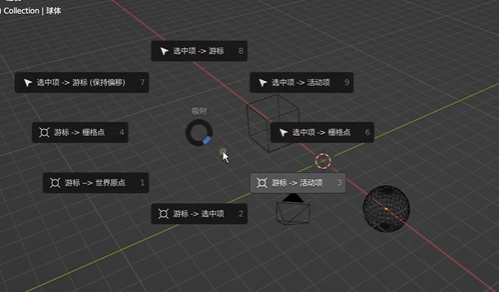 ) Collection | 球体
选中项 -> 游标 8
选中项 -> 游标 (保持偏移) 7
选中项 -> 活动项 9
吸附
游标 -> 栅格点 4
选中项 -> 栅格点 6
游标 --> 世界原点 1
游标 -> 活动项 3
游标 -> 选中项 2